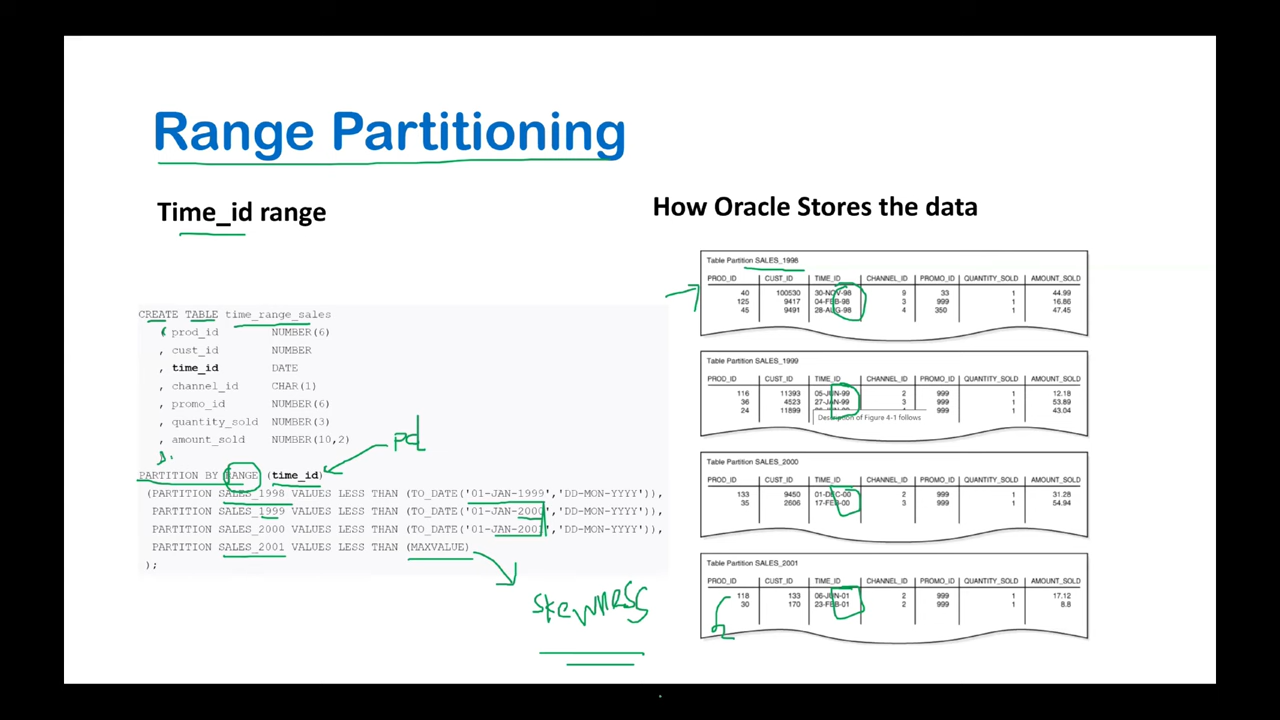 Range Partitioning
Time_id range
CREATE TABLE time_range_sales
( prod_id NUMBER(6)
, cust_id NUMBER
, time_id DATE
, channel_id CHAR(1)
, promo_id NUMBER(6)
, quantity_sold NUMBER(3)
, amount_sold NUMBER(10,2)
pd
PARTITION BY RANGE (time_id)
(PARTITION SALES_1998 VALUES LESS THAN (TO_DATE('01-JAN-1999','DD-MON-YYYY')),
PARTITION SALES_1999 VALUES LESS THAN (TO_DATE('01-JAN-2000','DD-MON-YYYY')),
PARTITION SALES_2000 VALUES LESS THAN (TO_DATE('01-JAN-2001','DD-MON-YYYY')),
PARTITION SALES_2001 VALUES LESS THAN (MAXVALUE)
);
skewness
How Oracle Stores the data
Table Partition SALES_1998
PROD_ID CUST_ID TIME_ID CHANNEL_ID PROMO_ID QUANTITY_SOLD AMOUNT_SOLD
40 100530 30-NOV-98 9 33 1 44.99
125 9417 04-FEB-98 3 999 1 16.86
45 9491 28-AUG-98 4 350 1 47.45
Table Partition SALES_1999
PROD_ID CUST_ID TIME_ID CHANNEL_ID PROMO_ID QUANTITY_SOLD AMOUNT_SOLD
116 11393 05-JUN-99 2 999 1 12.18
36 4523 27-JAN-99 3 999 1 53.89
24 11899 999 1 43.04
Description of Figure 4-1 follows
Table Partition SALES_2000
PROD_ID CUST_ID TIME_ID CHANNEL_ID PROMO_ID QUANTITY_SOLD AMOUNT_SOLD
133 9450 01-DEC-00 2 999 1 31.28
35 2606 17-FEB-00 3 999 1 54.94
Table Partition SALES_2001
PROD_ID CUST_ID TIME_ID CHANNEL_ID PROMO_ID QUANTITY_SOLD AMOUNT_SOLD
118 133 06-JUN-01 2 999 1 17.12
30 170 23-FEB-01 2 999 1 8.8